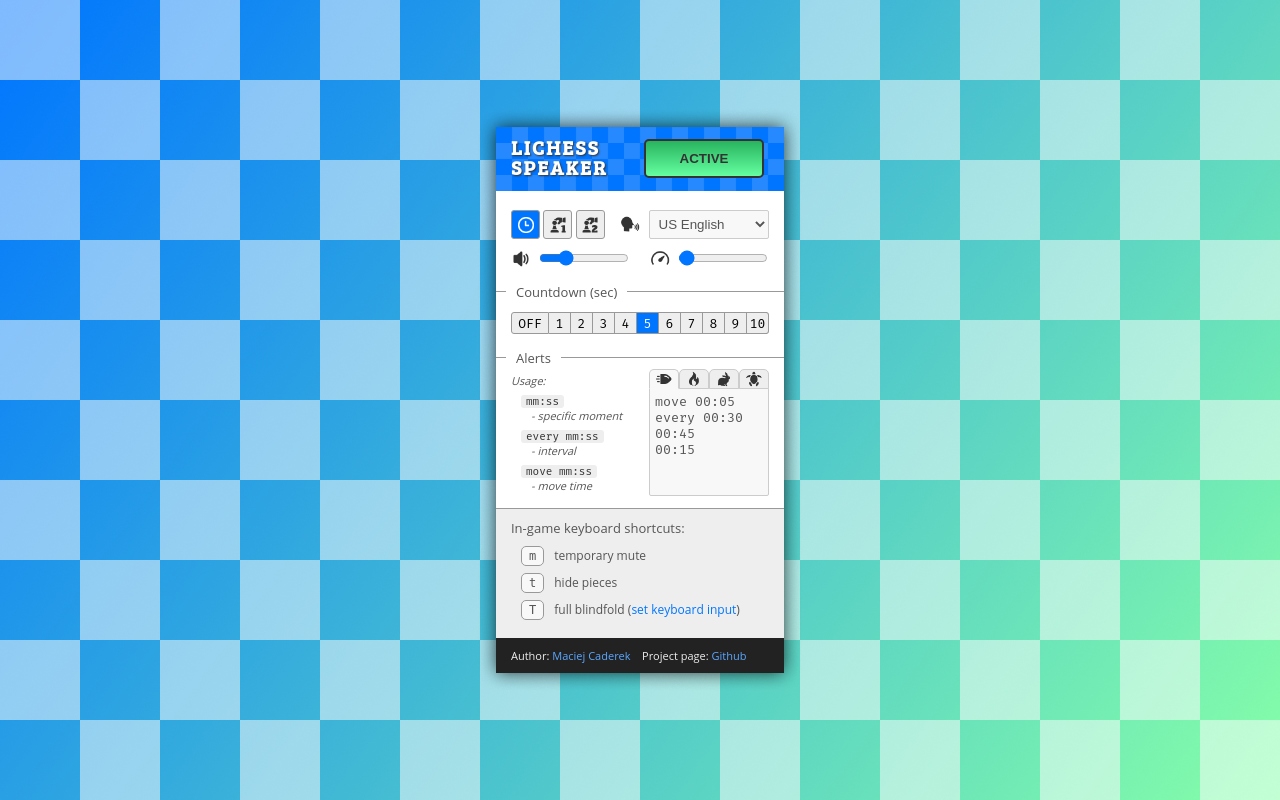 LICHESS
SPEAKER
ACTIVE
1
2
US English
Countdown (sec)
OFF 1 2 3 4 5 6 7 8 9 10
Alerts
Usage:
mm:ss
- specific moment
every mm:ss
- interval
move mm:ss
- move time
move 00:05
every 00:30
00:45
00:15
In-game keyboard shortcuts:
m temporary mute
t hide pieces
T full blindfold (set keyboard input)
Author: Maciej Caderek Project page: Github